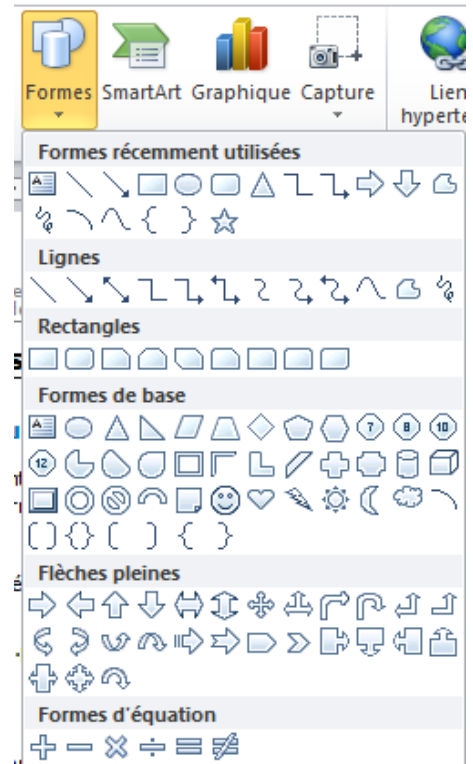 Formes SmartArt Graphique Capture Lien
hyperte
Formes récemment utilisées
Lignes
Rectangles
Formes de base
7 8 10
12
Flèches pleines
Formes d'équation